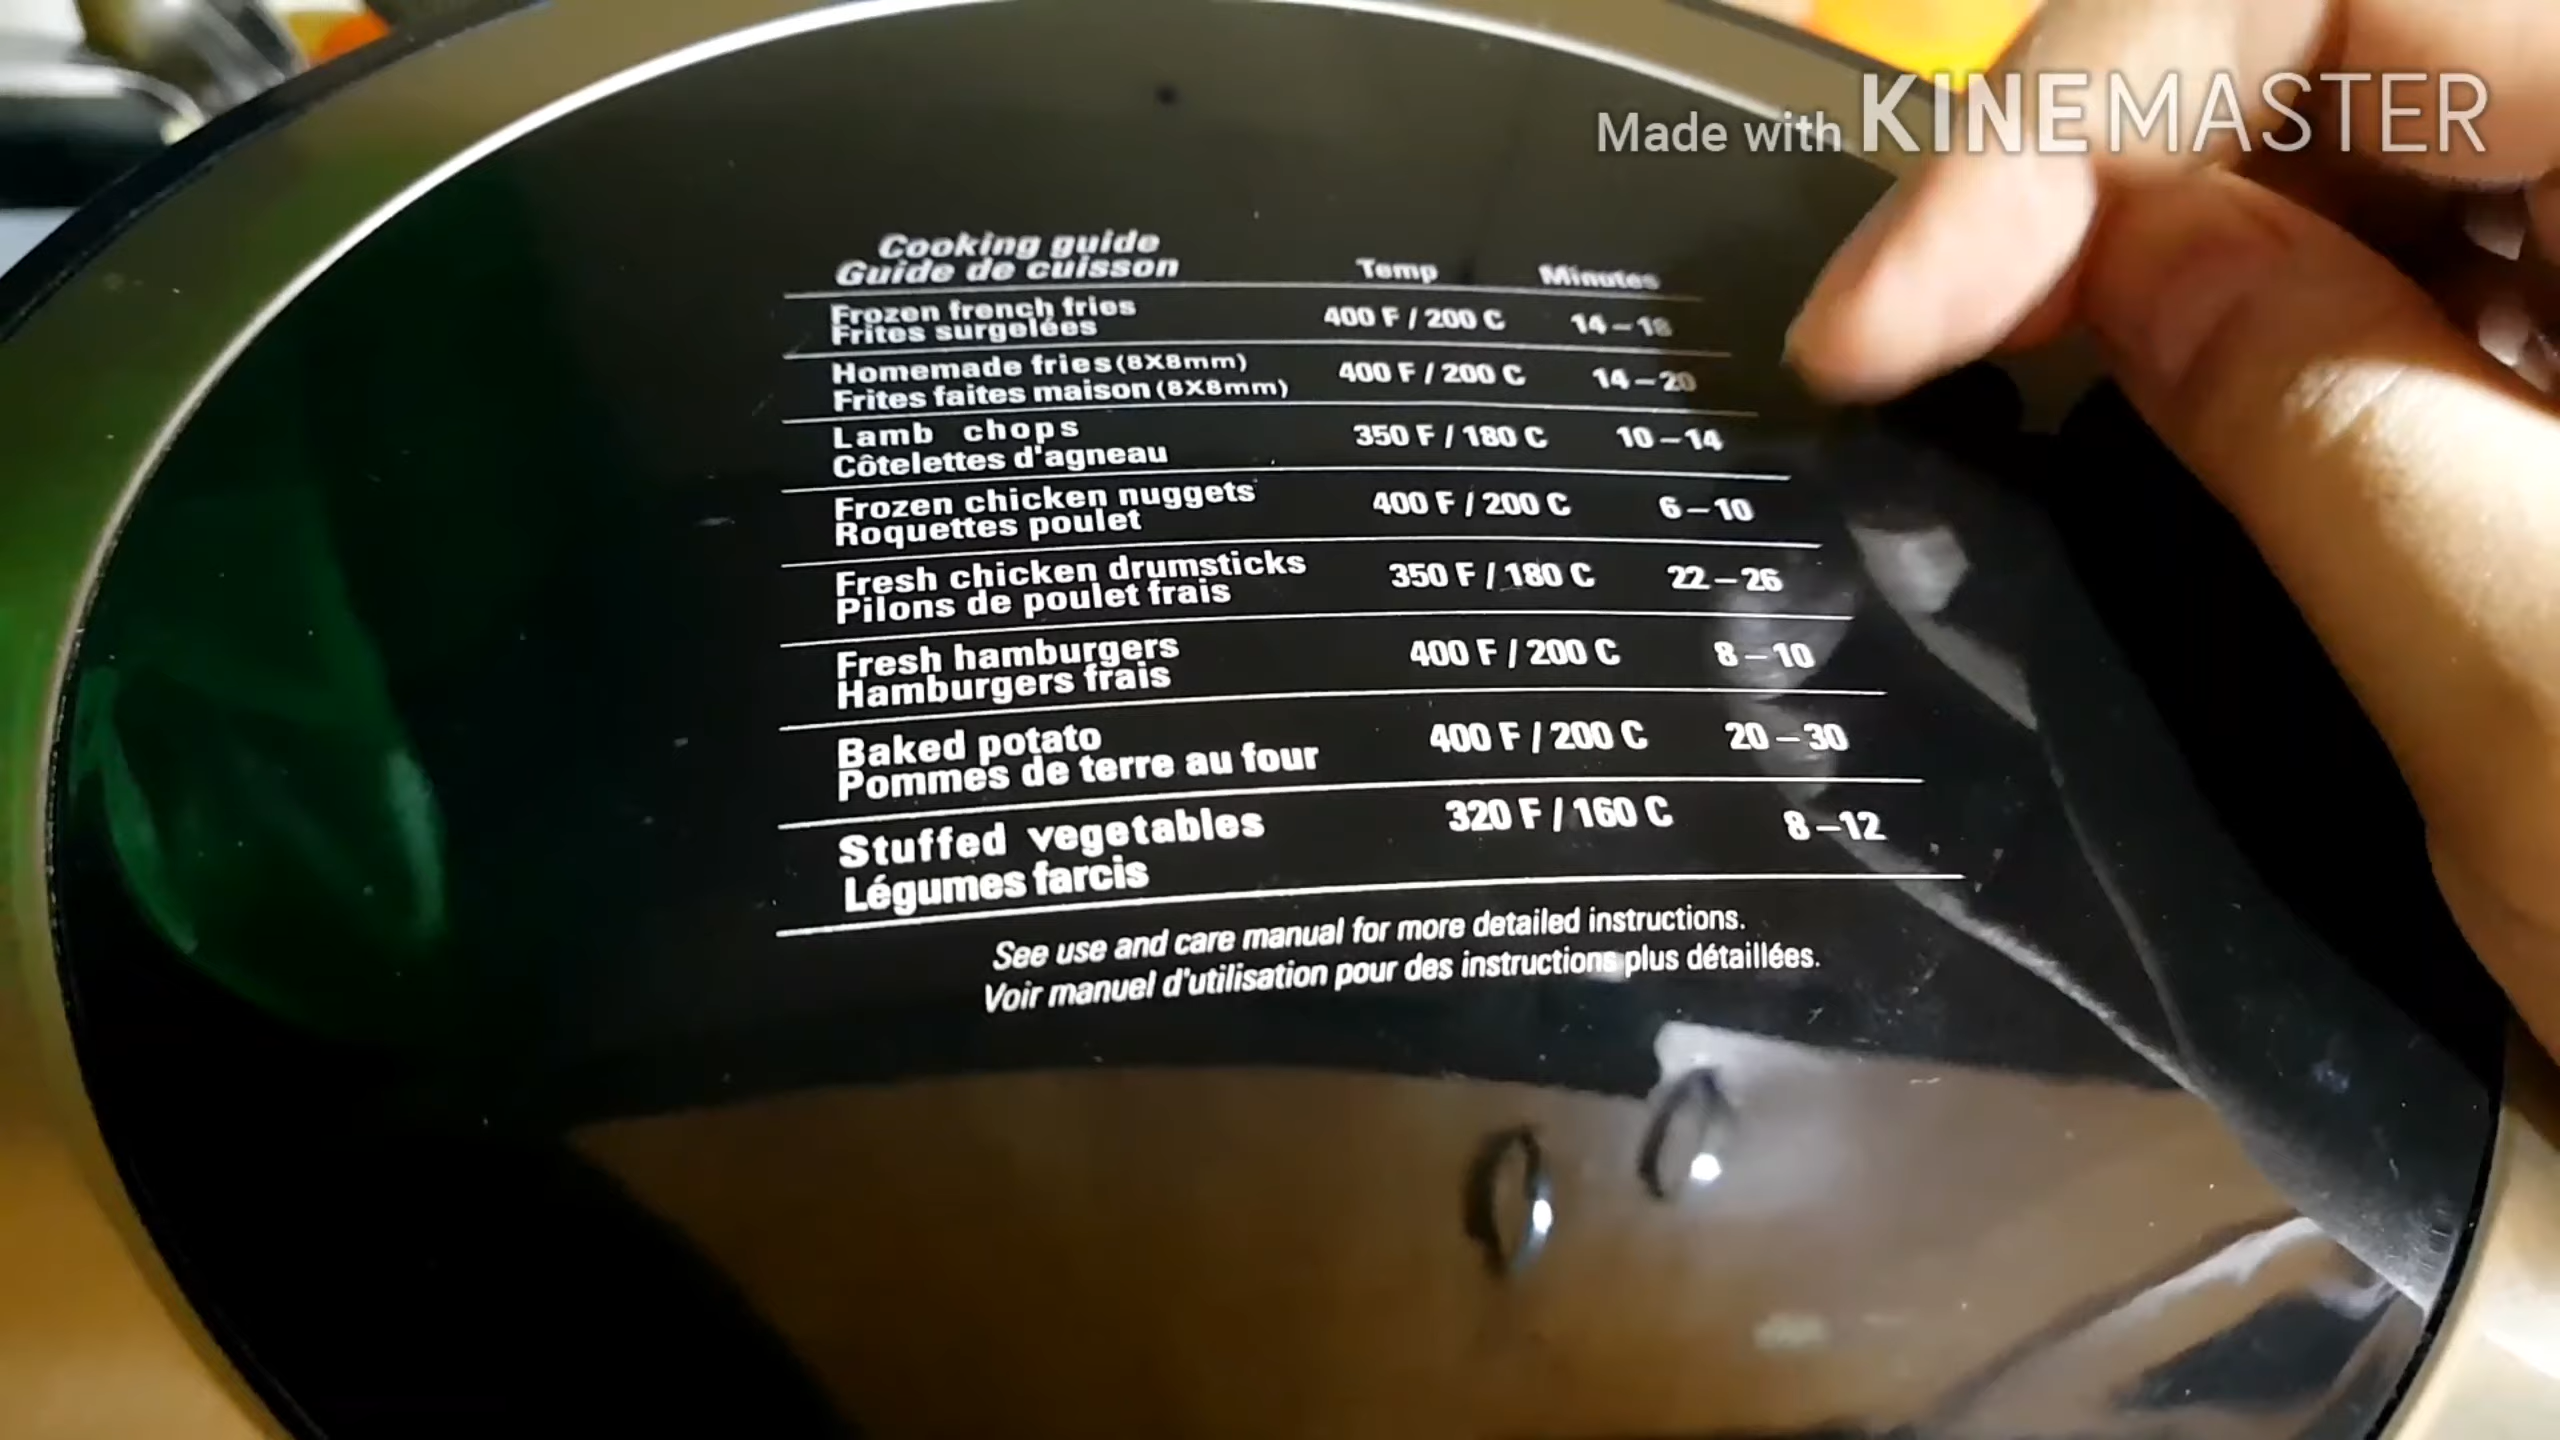 Made with KINEMASTER
Cooking guide
Guide de cuisson Temp Minutes
Frozen french fries
Frites surgelées 400 F / 200 C 14 – 18
Homemade fries (8X8mm)
Frites faites maison (8X8mm) 400 F / 200 C 14 – 20
Lamb chops
Côtelettes d'agneau 350 F / 180 C 10 – 14
Frozen chicken nuggets
Roquettes poulet 400 F / 200 C 6 – 10
Fresh chicken drumsticks
Pilons de poulet frais 350 F / 180 C 22 – 26
Fresh hamburgers
Hamburgers frais 400 F / 200 C 8 – 10
Baked potato
Pommes de terre au four 400 F / 200 C 20 – 30
Stuffed vegetables
Légumes farcis 320 F / 160 C 8 –12
See use and care manual for more detailed instructions.
Voir manuel d'utilisation pour des instructions plus détaillées.